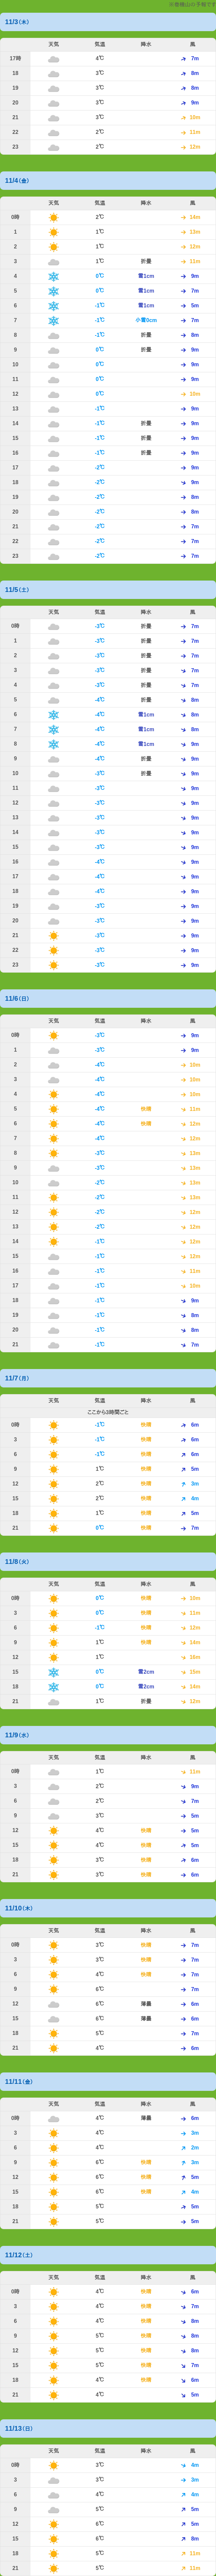 ※乗鞍山の予報です
11/3(木)
天気 気温 降水 風
17時 4℃ 7m
18 3℃ 8m
19 3℃ 8m
20 3℃ 9m
21 3℃ 10m
22 2℃ 11m
23 2℃ 12m
11/4(金)
天気 気温 降水 風
0時 2℃ 14m
1 1℃ 13m
2 1℃ 12m
3 1℃ 折曇 11m
4 0℃ 雪1cm 9m
5 0℃ 雪1cm 7m
6 -1℃ 雪1cm 5m
7 -1℃ 小雪0cm 7m
8 -1℃ 折曇 8m
9 0℃ 折曇 9m
10 0℃ 9m
11 0℃ 9m
12 0℃ 10m
13 -1℃ 9m
14 -1℃ 折曇 9m
15 -1℃ 折曇 9m
16 -1℃ 折曇 9m
17 -2℃ 9m
18 -2℃ 9m
19 -2℃ 8m
20 -2℃ 8m
21 -2℃ 7m
22 -2℃ 7m
23 -2℃ 7m
11/5(土)
天気 気温 降水 風
0時 -3℃ 折曇 7m
1 -3℃ 折曇 7m
2 -3℃ 折曇 7m
3 -3℃ 折曇 7m
4 -3℃ 折曇 7m
5 -4℃ 折曇 8m
6 -4℃ 雪1cm 8m
7 -4℃ 雪1cm 8m
8 -4℃ 雪1cm 9m
9 -4℃ 折曇 9m
10 -3℃ 折曇 9m
11 -3℃ 9m
12 -3℃ 9m
13 -3℃ 9m
14 -3℃ 9m
15 -3℃ 9m
16 -4℃ 9m
17 -4℃ 9m
18 -4℃ 9m
19 -3℃ 9m
20 -3℃ 9m
21 -3℃ 9m
22 -3℃ 9m
23 -3℃ 9m
11/6(日)
天気 気温 降水 風
0時 -3℃ 9m
1 -3℃ 9m
2 -4℃ 10m
3 -4℃ 10m
4 -4℃ 10m
5 -4℃ 快晴 11m
6 -4℃ 快晴 12m
7 -4℃ 12m
8 -3℃ 13m
9 -3℃ 13m
10 -2℃ 13m
11 -2℃ 13m
12 -2℃ 12m
13 -2℃ 12m
14 -1℃ 12m
15 -1℃ 12m
16 -1℃ 11m
17 -1℃ 10m
18 -1℃ 9m
19 -1℃ 8m
20 -1℃ 8m
21 -1℃ 7m
11/7(月)
天気 気温 降水 風
ここから3時間ごと
0時 -1℃ 快晴 6m
3 -1℃ 快晴 6m
6 -1℃ 快晴 6m
9 1℃ 快晴 5m
12 2℃ 快晴 3m
15 2℃ 快晴 4m
18 1℃ 快晴 5m
21 0℃ 快晴 7m
11/8(火)
天気 気温 降水 風
0時 0℃ 快晴 10m
3 0℃ 快晴 11m
6 -1℃ 快晴 12m
9 1℃ 快晴 14m
12 1℃ 16m
15 0℃ 雪2cm 15m
18 0℃ 雪2cm 14m
21 1℃ 折曇 12m
11/9(水)
天気 気温 降水 風
0時 1℃ 11m
3 2℃ 9m
6 2℃ 7m
9 3℃ 5m
12 4℃ 快晴 5m
15 4℃ 快晴 5m
18 3℃ 快晴 6m
21 3℃ 快晴 6m
11/10(木)
天気 気温 降水 風
0時 3℃ 快晴 7m
3 3℃ 快晴 7m
6 4℃ 快晴 7m
9 6℃ 7m
12 6℃ 薄曇 6m
15 6℃ 薄曇 6m
18 5℃ 7m
21 4℃ 6m
11/11(金)
天気 気温 降水 風
0時 4℃ 薄曇 6m
3 4℃ 3m
6 4℃ 2m
9 6℃ 快晴 3m
12 6℃ 快晴 5m
15 6℃ 快晴 4m
18 5℃ 5m
21 5℃ 5m
11/12(土)
天気 気温 降水 風
0時 4℃ 快晴 6m
3 4℃ 快晴 7m
6 4℃ 快晴 8m
9 5℃ 快晴 8m
12 5℃ 快晴 8m
15 5℃ 快晴 7m
18 4℃ 快晴 6m
21 4℃ 5m
11/13(日)
天気 気温 降水 風
0時 3℃ 4m
3 3℃ 3m
6 4℃ 4m
9 5℃ 5m
12 6℃ 5m
15 6℃ 8m
18 5℃ 11m
21 5℃ 11m